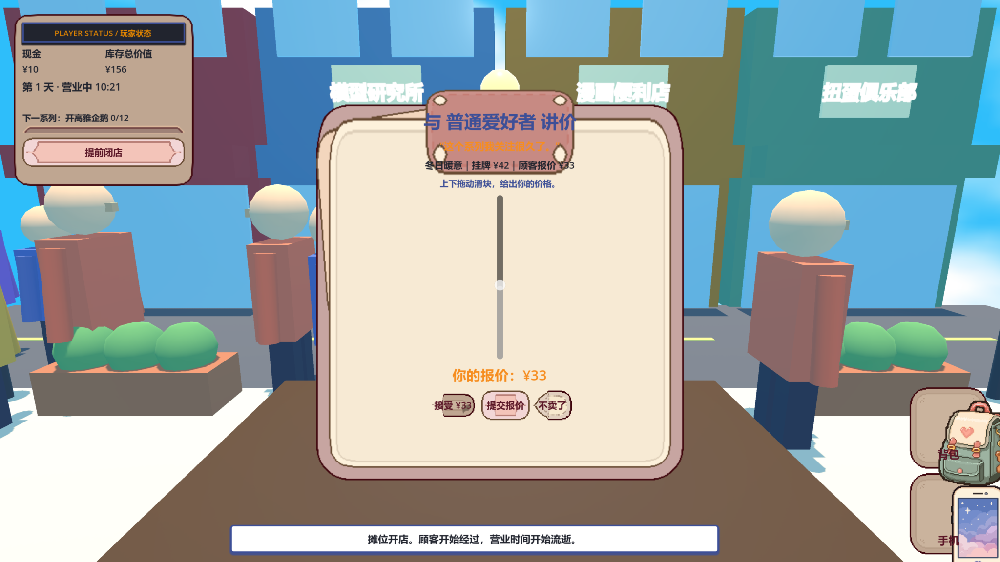 PLAYER STATUS / 玩家状态
现金 库存总价值
¥10 ¥156
第 1 天 · 营业中 10:21
下一系列：开高雅企鹅 0/12
提前闭店
模型研究所
漫画便利店
扭蛋俱乐部
与 普通爱好者 讲价
“这个系列我关注很久了。”
冬日暖意 | 挂牌 ¥42 | 顾客报价 ¥33
上下拖动滑块，给出你的价格。
你的报价：¥33
接受 ¥33
提交报价
不卖了
背包
手机
摊位开店。顾客开始经过，营业时间开始流逝。